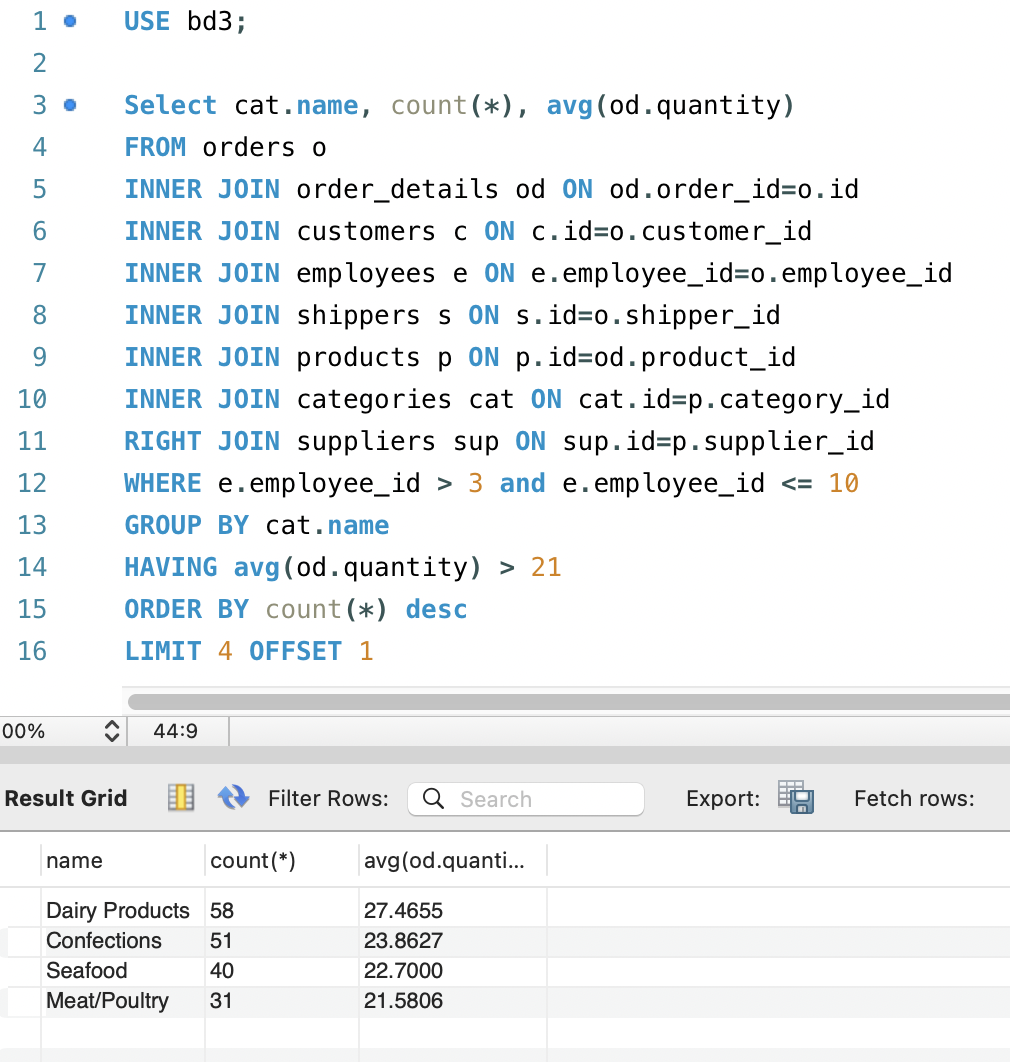 1 USE bd3;
2
3 Select cat.name, count(*), avg(od.quantity)
4 FROM orders o
5 INNER JOIN order_details od ON od.order_id=o.id
6 INNER JOIN customers c ON c.id=o.customer_id
7 INNER JOIN employees e ON e.employee_id=o.employee_id
8 INNER JOIN shippers s ON s.id=o.shipper_id
9 INNER JOIN products p ON p.id=od.product_id
10 INNER JOIN categories cat ON cat.id=p.category_id
11 RIGHT JOIN suppliers sup ON sup.id=p.supplier_id
12 WHERE e.employee_id > 3 and e.employee_id <= 10
13 GROUP BY cat.name
14 HAVING avg(od.quantity) > 21
15 ORDER BY count(*) desc
16 LIMIT 4 OFFSET 1
00% 44:9
Result Grid Filter Rows: Search Export: Fetch rows:
name count(*) avg(od.quanti...
Dairy Products 58 27.4655
Confections 51 23.8627
Seafood 40 22.7000
Meat/Poultry 31 21.5806